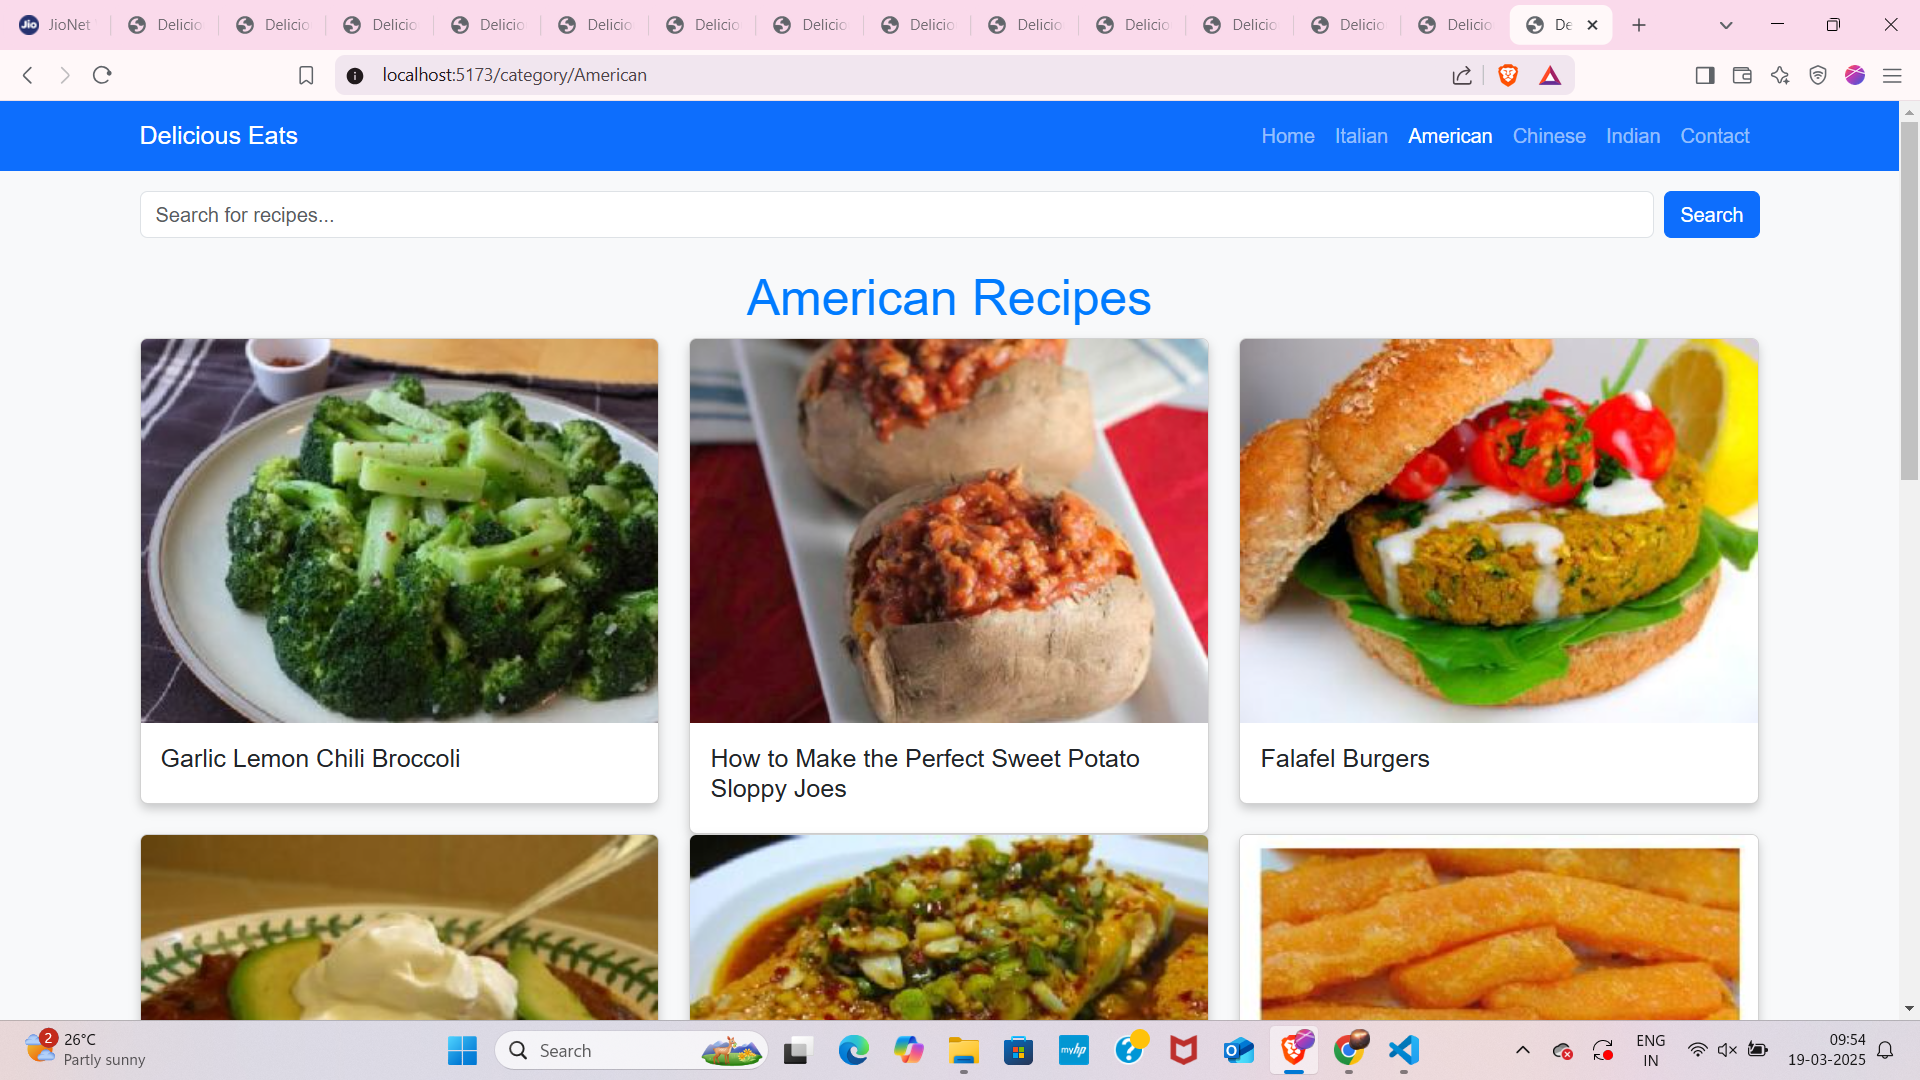 JioNet
Delicio
Delicio
Delicio
Delicio
Delicio
Delicio
Delicio
Delicio
Delicio
Delicio
Delicio
Delicio
Delicio
De
localhost:5173/category/American
Delicious Eats
Home Italian American Chinese Indian Contact
Search for recipes...
Search
American Recipes
Garlic Lemon Chili Broccoli
How to Make the Perfect Sweet Potato
Sloppy Joes
Falafel Burgers
2
26°C
Partly sunny
Search
myhp
ENG
IN
09:54
19-03-2025